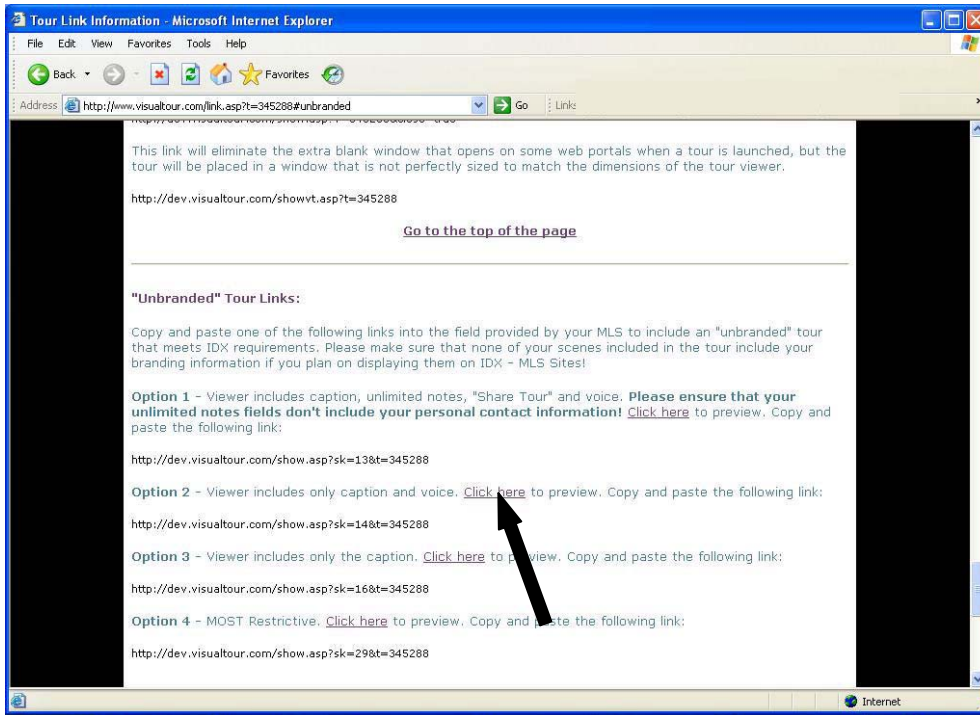 Tour Link Information - Microsoft Internet Explorer
File Edit View Favorites Tools Help
Back Favorites
Address http://www.visualtour.com/link.asp?t=345288#unbranded Go Links
This link will eliminate the extra blank window that opens on some web portals when a tour is launched, but the
tour will be placed in a window that is not perfectly sized to match the dimensions of the tour viewer.
http://dev.visualtour.com/showvt.asp?t=345288
Go to the top of the page
"Unbranded" Tour Links:
Copy and paste one of the following links into the field provided by your MLS to include an "unbranded" tour
that meets IDX requirements. Please make sure that none of your scenes included in the tour include your
branding information if you plan on displaying them on IDX - MLS Sites!
Option 1 - Viewer includes caption, unlimited notes, "Share Tour" and voice. Please ensure that your
unlimited notes fields don't include your personal contact information! Click here to preview. Copy and
paste the following link:
http://dev.visualtour.com/show.asp?sk=13&t=345288
Option 2 - Viewer includes only caption and voice. Click here to preview. Copy and paste the following link:
http://dev.visualtour.com/show.asp?sk=14&t=345288
Option 3 - Viewer includes only the caption. Click here to preview. Copy and paste the following link:
http://dev.visualtour.com/show.asp?sk=16&t=345288
Option 4 - MOST Restrictive. Click here to preview. Copy and paste the following link:
http://dev.visualtour.com/show.asp?sk=29&t=345288
Internet